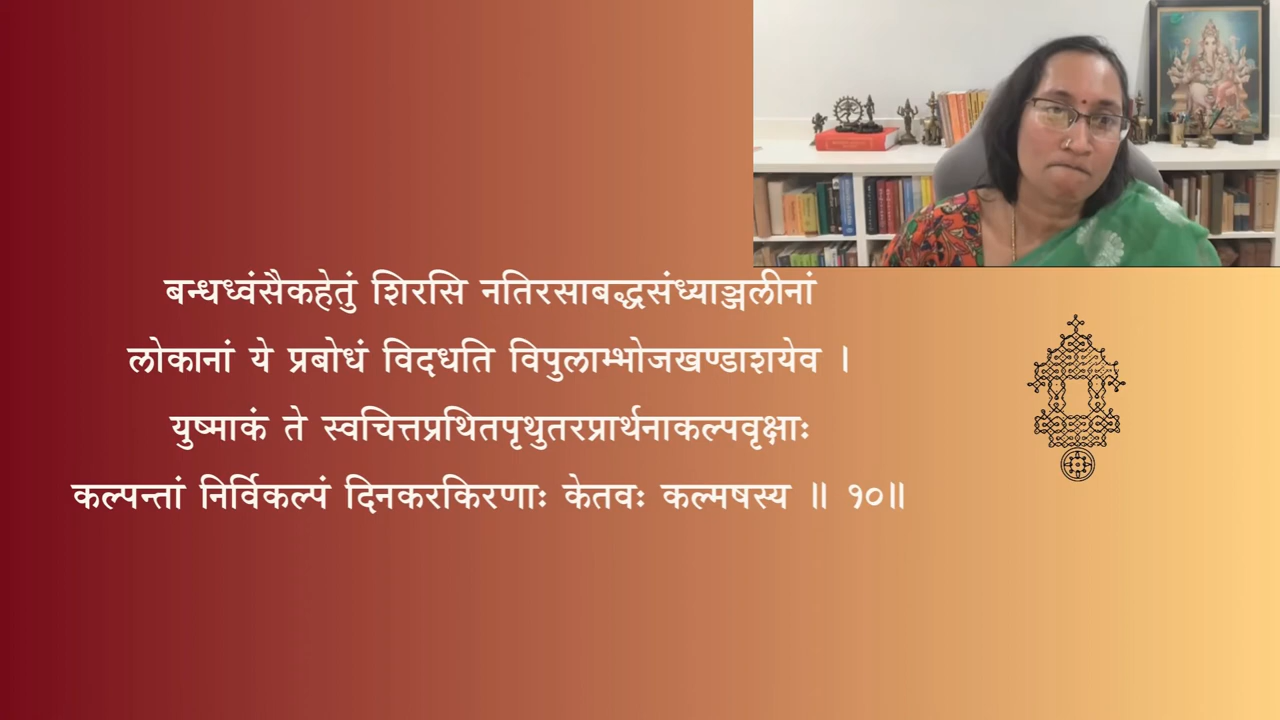 बन्धध्वंसैकहेतुं शिरसि नतिरसाबद्धसंध्याञ्जलीनां
लोकानां ये प्रबोधं विदधति विपुलाम्भोजखण्डाशयेव ।
युष्माकं ते स्वचित्तप्रथितपृथुतरप्रार्थनाकल्पवृक्षाः
कल्पन्तां निर्विकल्पं दिनकरकिरणाः केतवः कल्मषस्य ॥ १०॥